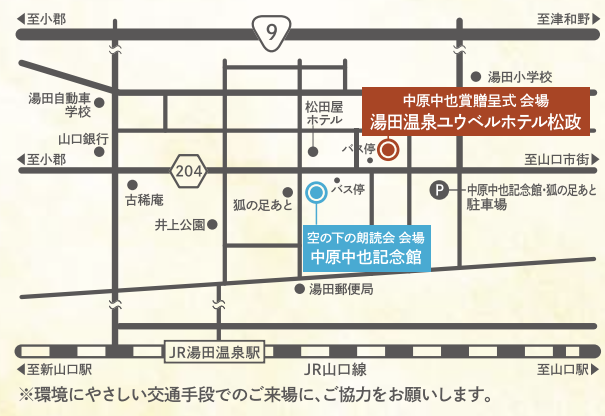 ◀至小郡
9
至津和野▶
湯田小学校
湯田自動車
学校
松田屋
ホテル
中原中也賞贈呈式 会場
湯田温泉ユウベルホテル松政
バス停
山口銀行
◀至小郡
204
至山口市街▶
古稀庵
狐の足あと
バス停
P
中原中也記念館・狐の足あと
駐車場
井上公園
空の下の朗読会 会場
中原中也記念館
湯田郵便局
JR湯田温泉駅
◀至新山口駅
JR山口線
至山口駅▶
※環境にやさしい交通手段でのご来場に、ご協力をお願いします。